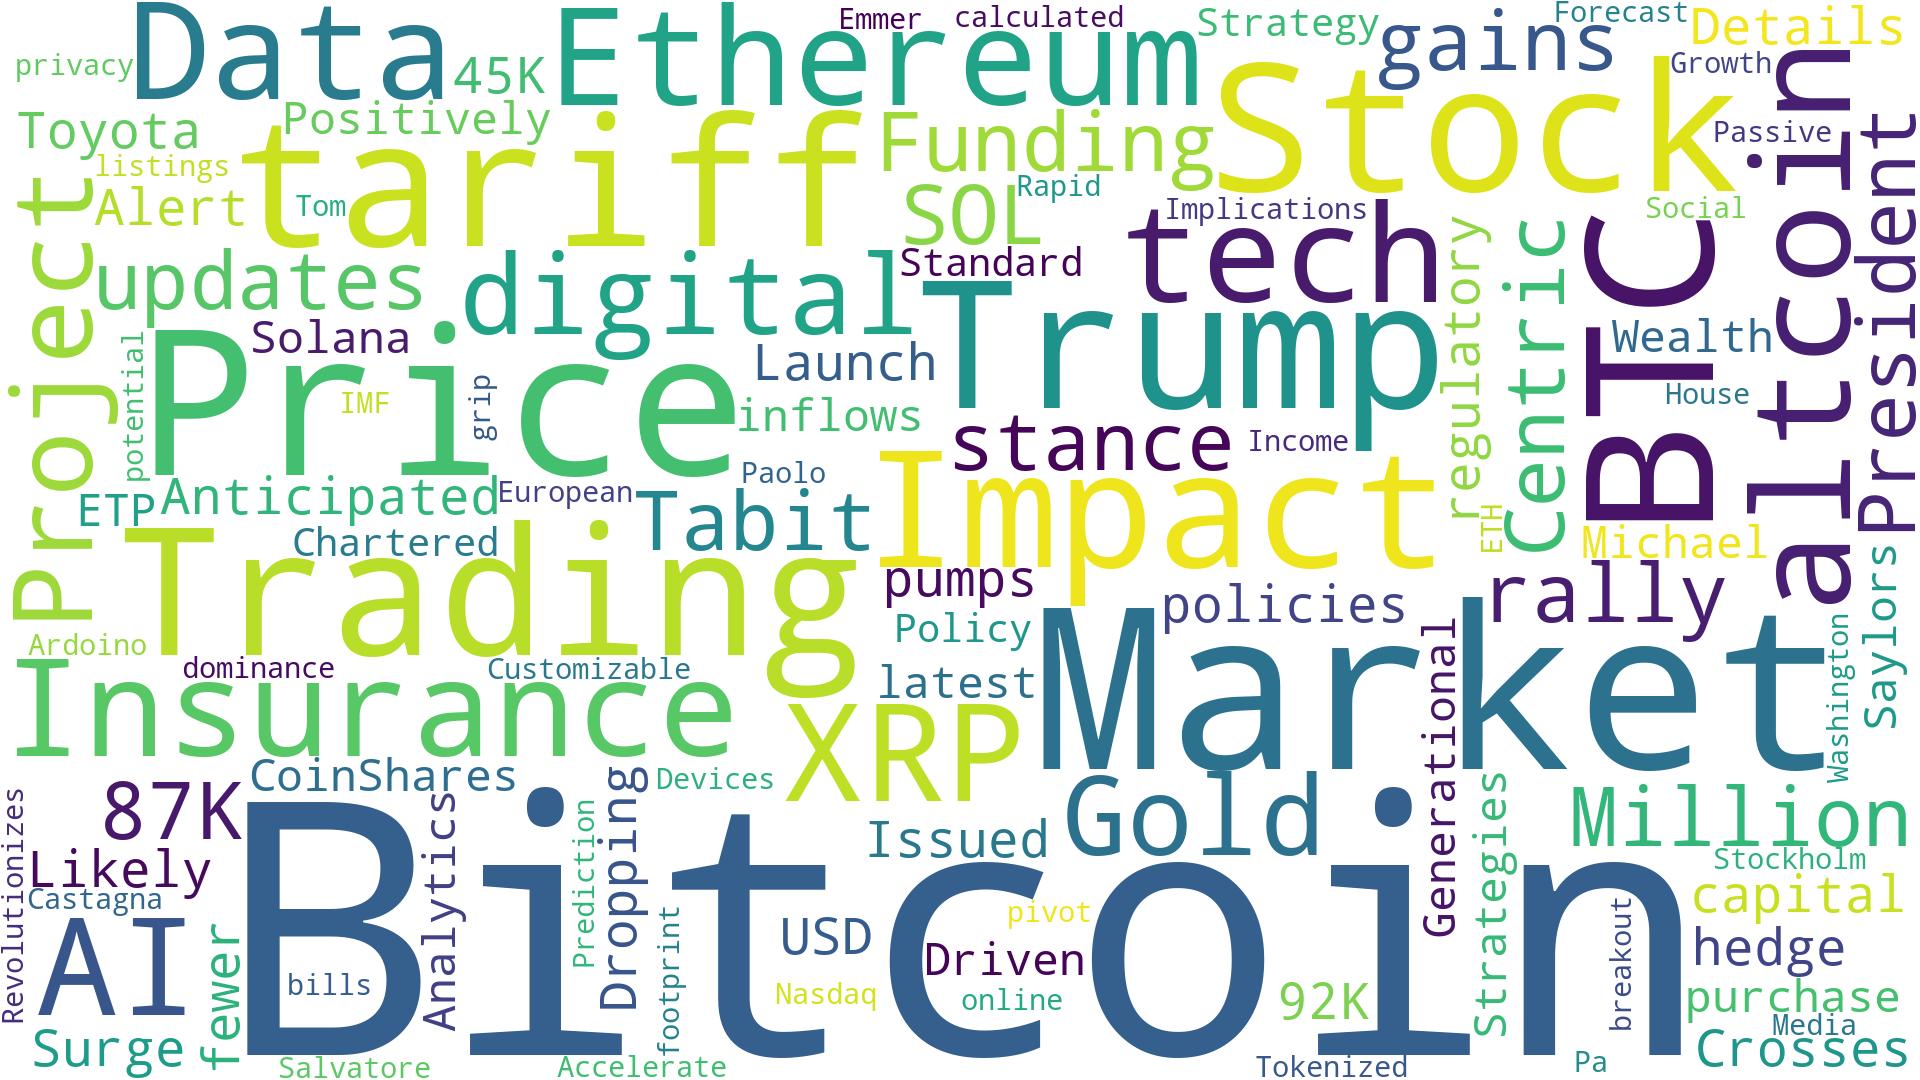 Emmer
calculated
Strategy
Forecast
Details
Data
Ethereum
gains
privacy
45K
Growth
Stock
altcoin
Toyota
Positively
tariff
Funding
Passive
President
listings
Alert
Tom
SOL
Rapid
Implications
Social
Project
updates
digital
Standard
tech
regulatory
Centric
BTC
Trump
Solana
Price
potential
IMF
grip
Launch
inflows
Wealth
House
stance
Income
Paolo
Impact
ETP
Anticipated
European
Tabit
ETH
Michael
Chartered
Trading
pumps
policies
rally
Saylors
Policy
Ardoino
Market
Generational
Washington
dominance
Customizable
latest
Insurance
XRP
CoinShares
Devices
Gold
Strategies
Million
87K
Revolutionizes
Analytics
Prediction
Dropping
Issued
Likely
Stockholm
Castagna
capital
AI
Bitcoin
fewer
bills
footprint
USD
pivot
Driven
breakout
hedge
Nasdaq
online
92K
purchase
Surge
Media
Crosses
Salvatore
Accelerate
Tokenized
Pa